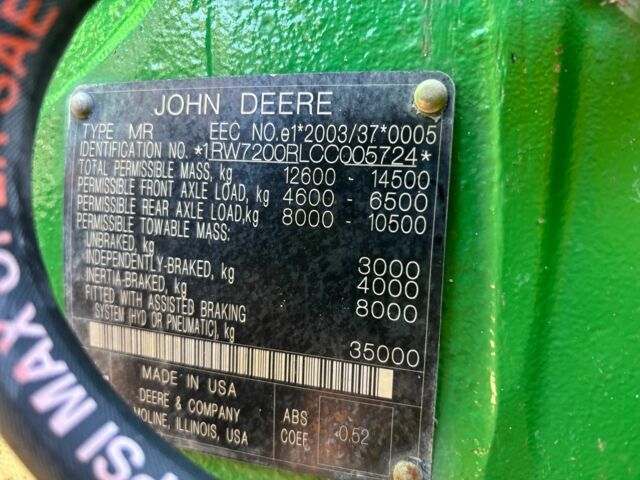 JOHN DEERE
TYPE MR EEC NO.e1*2003/37*0005
IDENTIFICATION NO. *1RW7200RLCC005724*
TOTAL PERMISSIBLE MASS, kg 12600 - 14500
PERMISSIBLE FRONT AXLE LOAD, kg 4600 - 6500
PERMISSIBLE REAR AXLE LOAD,kg 8000 - 10500
PERMISSIBLE TOWABLE MASS:
UNBRAKED, kg 3000
INDEPENDENTLY-BRAKED, kg 4000
INERTIA-BRAKED, kg 8000
FITTED WITH ASSISTED BRAKING
SYSTEM (HYD OR PNEUMATIC), kg 35000
MADE IN USA
DEERE & COMPANY
MOLINE, ILLINOIS, USA
ABS
COEF.
0.52
SAE
PSI MAX